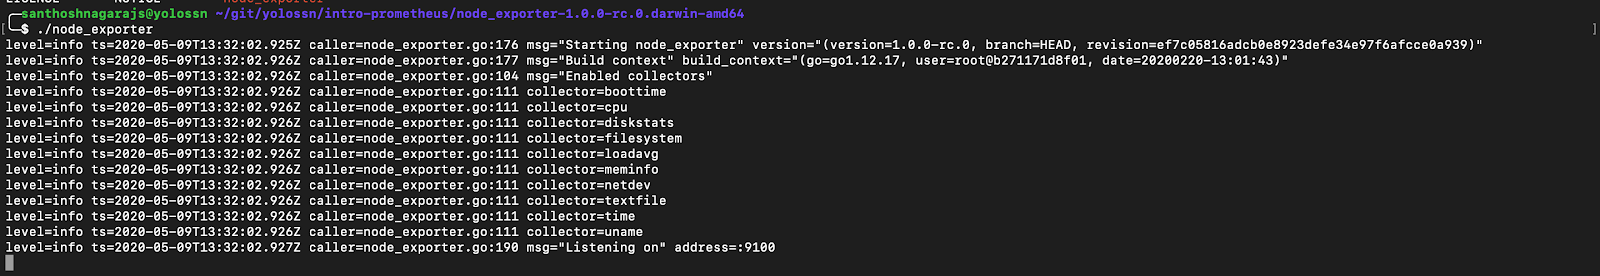 santhoshnagarajs@yolossn ~/git/yolossn/intro-prometheus/node_exporter-1.0.0-rc.0.darwin-amd64
$ ./node_exporter
level=info ts=2020-05-09T13:32:02.925Z caller=node_exporter.go:176 msg="Starting node_exporter" version="(version=1.0.0-rc.0, branch=HEAD, revision=ef7c05816adcb0e8923defe34e97f6afcce0a939)"
level=info ts=2020-05-09T13:32:02.926Z caller=node_exporter.go:177 msg="Build context" build_context="(go=go1.12.17, user=root@b271171d8f01, date=20200220-13:01:43)"
level=info ts=2020-05-09T13:32:02.926Z caller=node_exporter.go:104 msg="Enabled collectors"
level=info ts=2020-05-09T13:32:02.926Z caller=node_exporter.go:111 collector=boottime
level=info ts=2020-05-09T13:32:02.926Z caller=node_exporter.go:111 collector=cpu
level=info ts=2020-05-09T13:32:02.926Z caller=node_exporter.go:111 collector=diskstats
level=info ts=2020-05-09T13:32:02.926Z caller=node_exporter.go:111 collector=filesystem
level=info ts=2020-05-09T13:32:02.926Z caller=node_exporter.go:111 collector=loadavg
level=info ts=2020-05-09T13:32:02.926Z caller=node_exporter.go:111 collector=meminfo
level=info ts=2020-05-09T13:32:02.926Z caller=node_exporter.go:111 collector=netdev
level=info ts=2020-05-09T13:32:02.926Z caller=node_exporter.go:111 collector=textfile
level=info ts=2020-05-09T13:32:02.926Z caller=node_exporter.go:111 collector=time
level=info ts=2020-05-09T13:32:02.926Z caller=node_exporter.go:111 collector=uname
level=info ts=2020-05-09T13:32:02.927Z caller=node_exporter.go:190 msg="Listening on" address=:9100